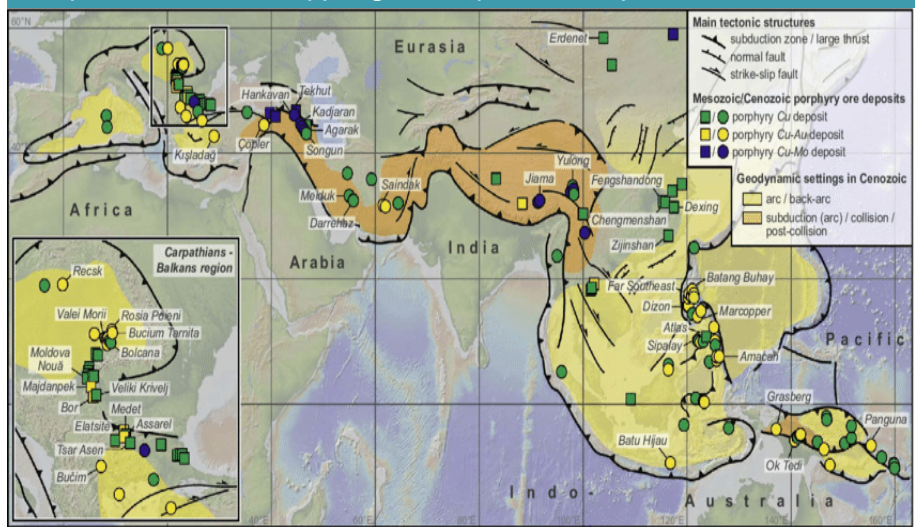 60°N
Eurasia
Erdenet
Main tectonic structures
subduction zone / large thrust
normal fault
strike-slip fault
Mesozoic/Cenozoic porphyry ore deposits
/ porphyry Cu deposit
/ porphyry Cu-Au deposit
/ porphyry Cu-Mo deposit
Geodynamic settings in Cenozoic
arc / back-arc
subduction (arc) / collision /
post-collision
Hankavan
Tekhut
Kadjaran
Agarak
Songun
Çöpler
Kışladağ
Meiduk
Saindak
Darrehzar
Yulong
Jiama
Fengshandong
Dexing
Chengmenshan
Zijinshan
Africa
Arabia
India
Far Southeast
Batang Buhay
Dizon
Marcopper
Atlas
Sipalay
Amacan
Pacific
Grasberg
Panguna
Ok Tedi
Batu Hijau
Indo-
Australia
60°E
120°E
Carpathians -
Balkans region
Recsk
Valei Morii
Rosia Poieni
Bucium Tarnita
Bolcana
Moldova
Nouă
Majdanpek
Veliki Krivelj
Bor
Medet
Elatsite
Assarel
Tsar Asen
Bučim